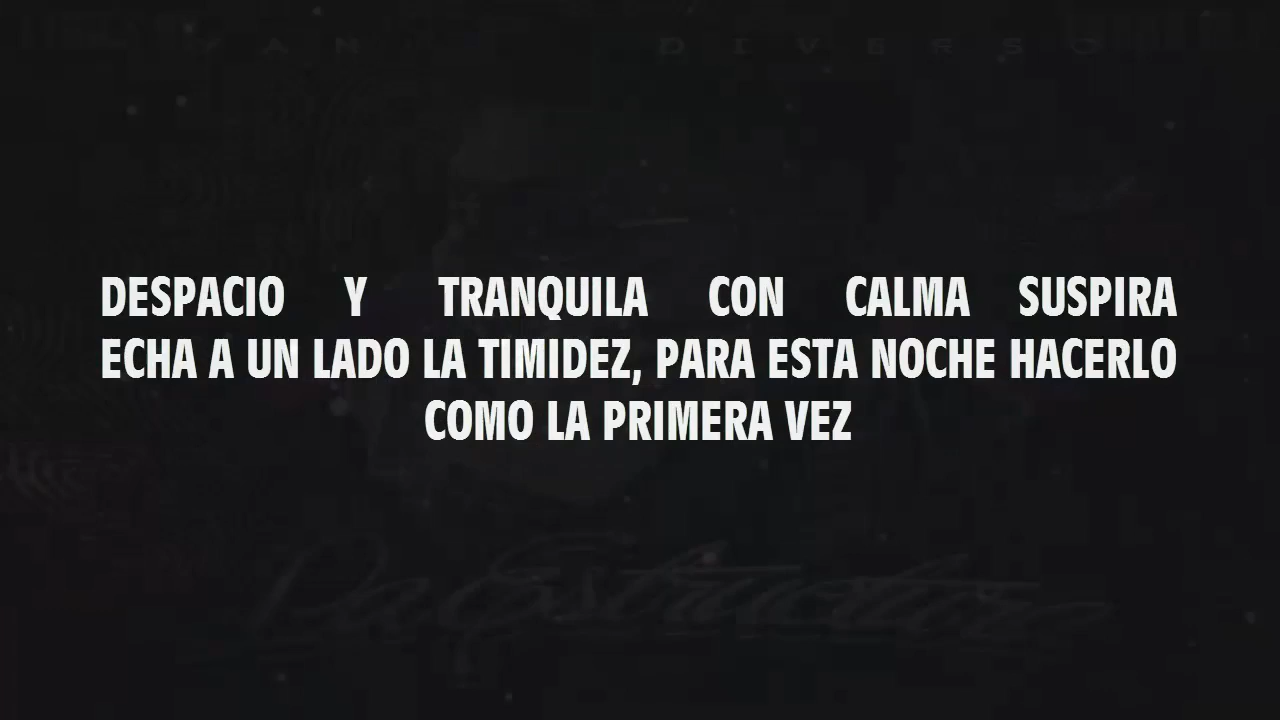 DESPACIO Y TRANQUILA CON CALMA SUSPIRA
ECHA A UN LADO LA TIMIDEZ, PARA ESTA NOCHE HACERLO
COMO LA PRIMERA VEZ